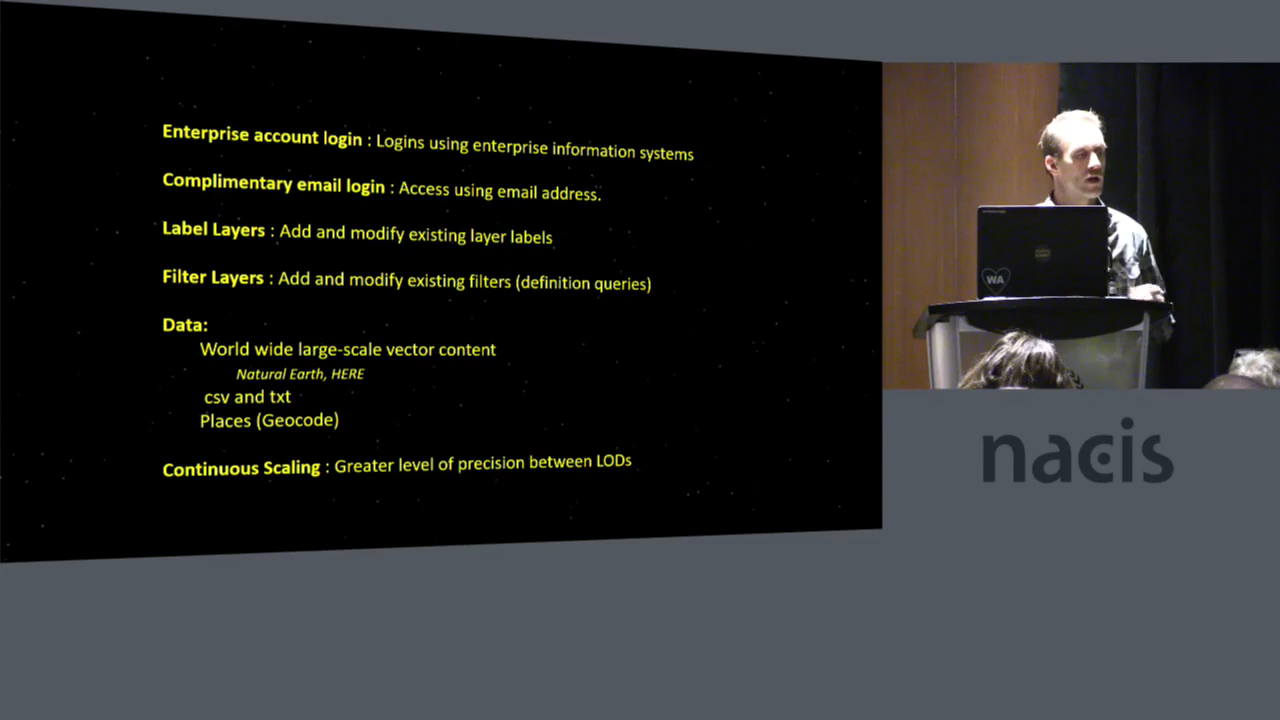 Enterprise account login : Logins using enterprise information systems
Complimentary email login : Access using email address.
Label Layers : Add and modify existing layer labels
Filter Layers : Add and modify existing filters (definition queries)
Data:
World wide large-scale vector content
Natural Earth, HERE
csv and txt
Places (Geocode)
Continuous Scaling : Greater level of precision between LODs
WA
nacis